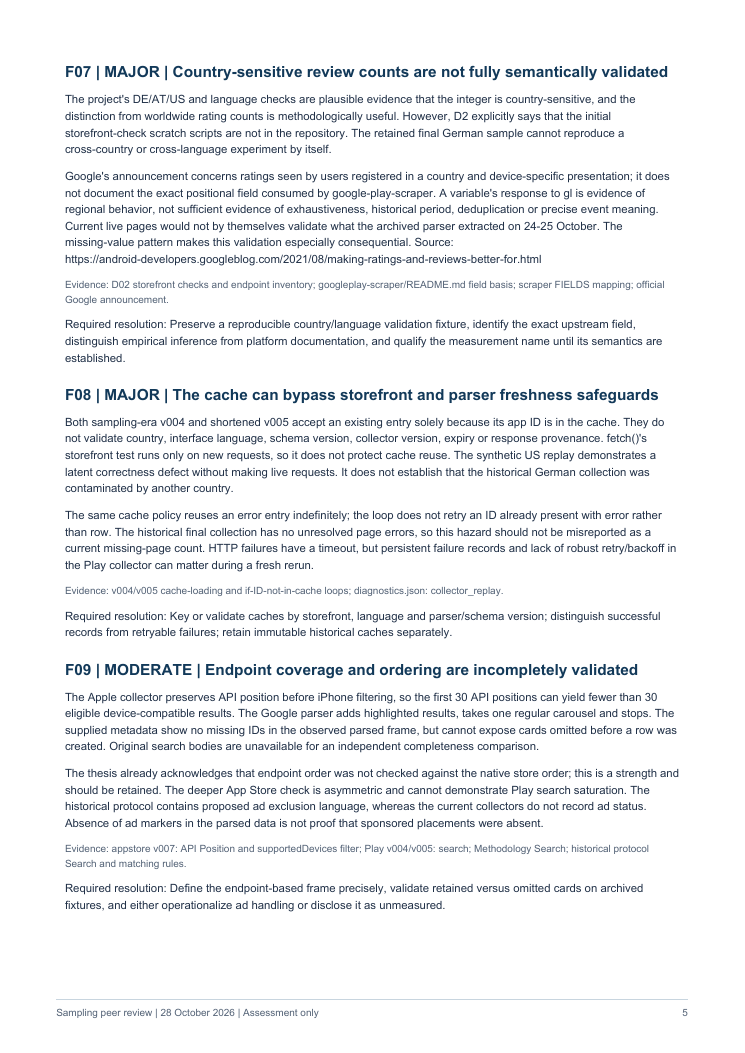 F07 | MAJOR | Country-sensitive review counts are not fully semantically validated
The project's DE/AT/US and language checks are plausible evidence that the integer is country-sensitive, and the
distinction from worldwide rating counts is methodologically useful. However, D2 explicitly says that the initial
storefront-check scratch scripts are not in the repository. The retained final German sample cannot reproduce a
cross-country or cross-language experiment by itself.
Google's announcement concerns ratings seen by users registered in a country and device-specific presentation; it does
not document the exact positional field consumed by google-play-scraper. A variable's response to gl is evidence of
regional behavior, not sufficient evidence of exhaustiveness, historical period, deduplication or precise event meaning.
Current live pages would not by themselves validate what the archived parser extracted on 24-25 October. The
missing-value pattern makes this validation especially consequential. Source:
https://android-developers.googleblog.com/2021/08/making-ratings-and-reviews-better-for.html
Evidence: D02 storefront checks and endpoint inventory; googleplay-scraper/README.md field basis; scraper FIELDS mapping; official
Google announcement.
Required resolution: Preserve a reproducible country/language validation fixture, identify the exact upstream field,
distinguish empirical inference from platform documentation, and qualify the measurement name until its semantics are
established.
F08 | MAJOR | The cache can bypass storefront and parser freshness safeguards
Both sampling-era v004 and shortened v005 accept an existing entry solely because its app ID is in the cache. They do
not validate country, interface language, schema version, collector version, expiry or response provenance. fetch()'s
storefront test runs only on new requests, so it does not protect cache reuse. The synthetic US replay demonstrates a
latent correctness defect without making live requests. It does not establish that the historical German collection was
contaminated by another country.
The same cache policy reuses an error entry indefinitely; the loop does not retry an ID already present with error rather
than row. The historical final collection has no unresolved page errors, so this hazard should not be misreported as a
current missing-page count. HTTP failures have a timeout, but persistent failure records and lack of robust retry/backoff in
the Play collector can matter during a fresh rerun.
Evidence: v004/v005 cache-loading and if-ID-not-in-cache loops; diagnostics.json: collector_replay.
Required resolution: Key or validate caches by storefront, language and parser/schema version; distinguish successful
records from retryable failures; retain immutable historical caches separately.
F09 | MODERATE | Endpoint coverage and ordering are incompletely validated
The Apple collector preserves API position before iPhone filtering, so the first 30 API positions can yield fewer than 30
eligible device-compatible results. The Google parser adds highlighted results, takes one regular carousel and stops. The
supplied metadata show no missing IDs in the observed parsed frame, but cannot expose cards omitted before a row was
created. Original search bodies are unavailable for an independent completeness comparison.
The thesis already acknowledges that endpoint order was not checked against the native store order; this is a strength and
should be retained. The deeper App Store check is asymmetric and cannot demonstrate Play search saturation. The
historical protocol contains proposed ad exclusion language, whereas the current collectors do not record ad status.
Absence of ad markers in the parsed data is not proof that sponsored placements were absent.
Evidence: appstore v007: API Position and supportedDevices filter; Play v004/v005: search; Methodology Search; historical protocol
Search and matching rules.
Required resolution: Define the endpoint-based frame precisely, validate retained versus omitted cards on archived
fixtures, and either operationalize ad handling or disclose it as unmeasured.
Sampling peer review | 28 October 2026 | Assessment only
5